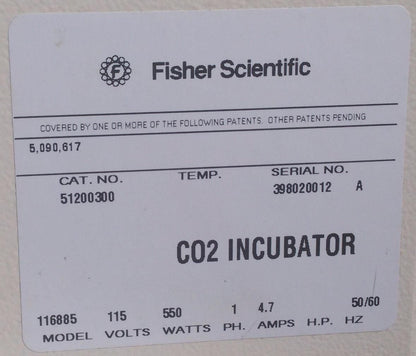 F Fisher Scientific
COVERED BY ONE OR MORE OF THE FOLLOWING PATENTS. OTHER PATENTS PENDING
5,090,617
CAT. NO. TEMP. SERIAL NO.
51200300 398020012 A
CO2 INCUBATOR
116885 115 550 1 4.7 50/60
MODEL VOLTS WATTS PH. AMPS H.P. HZ